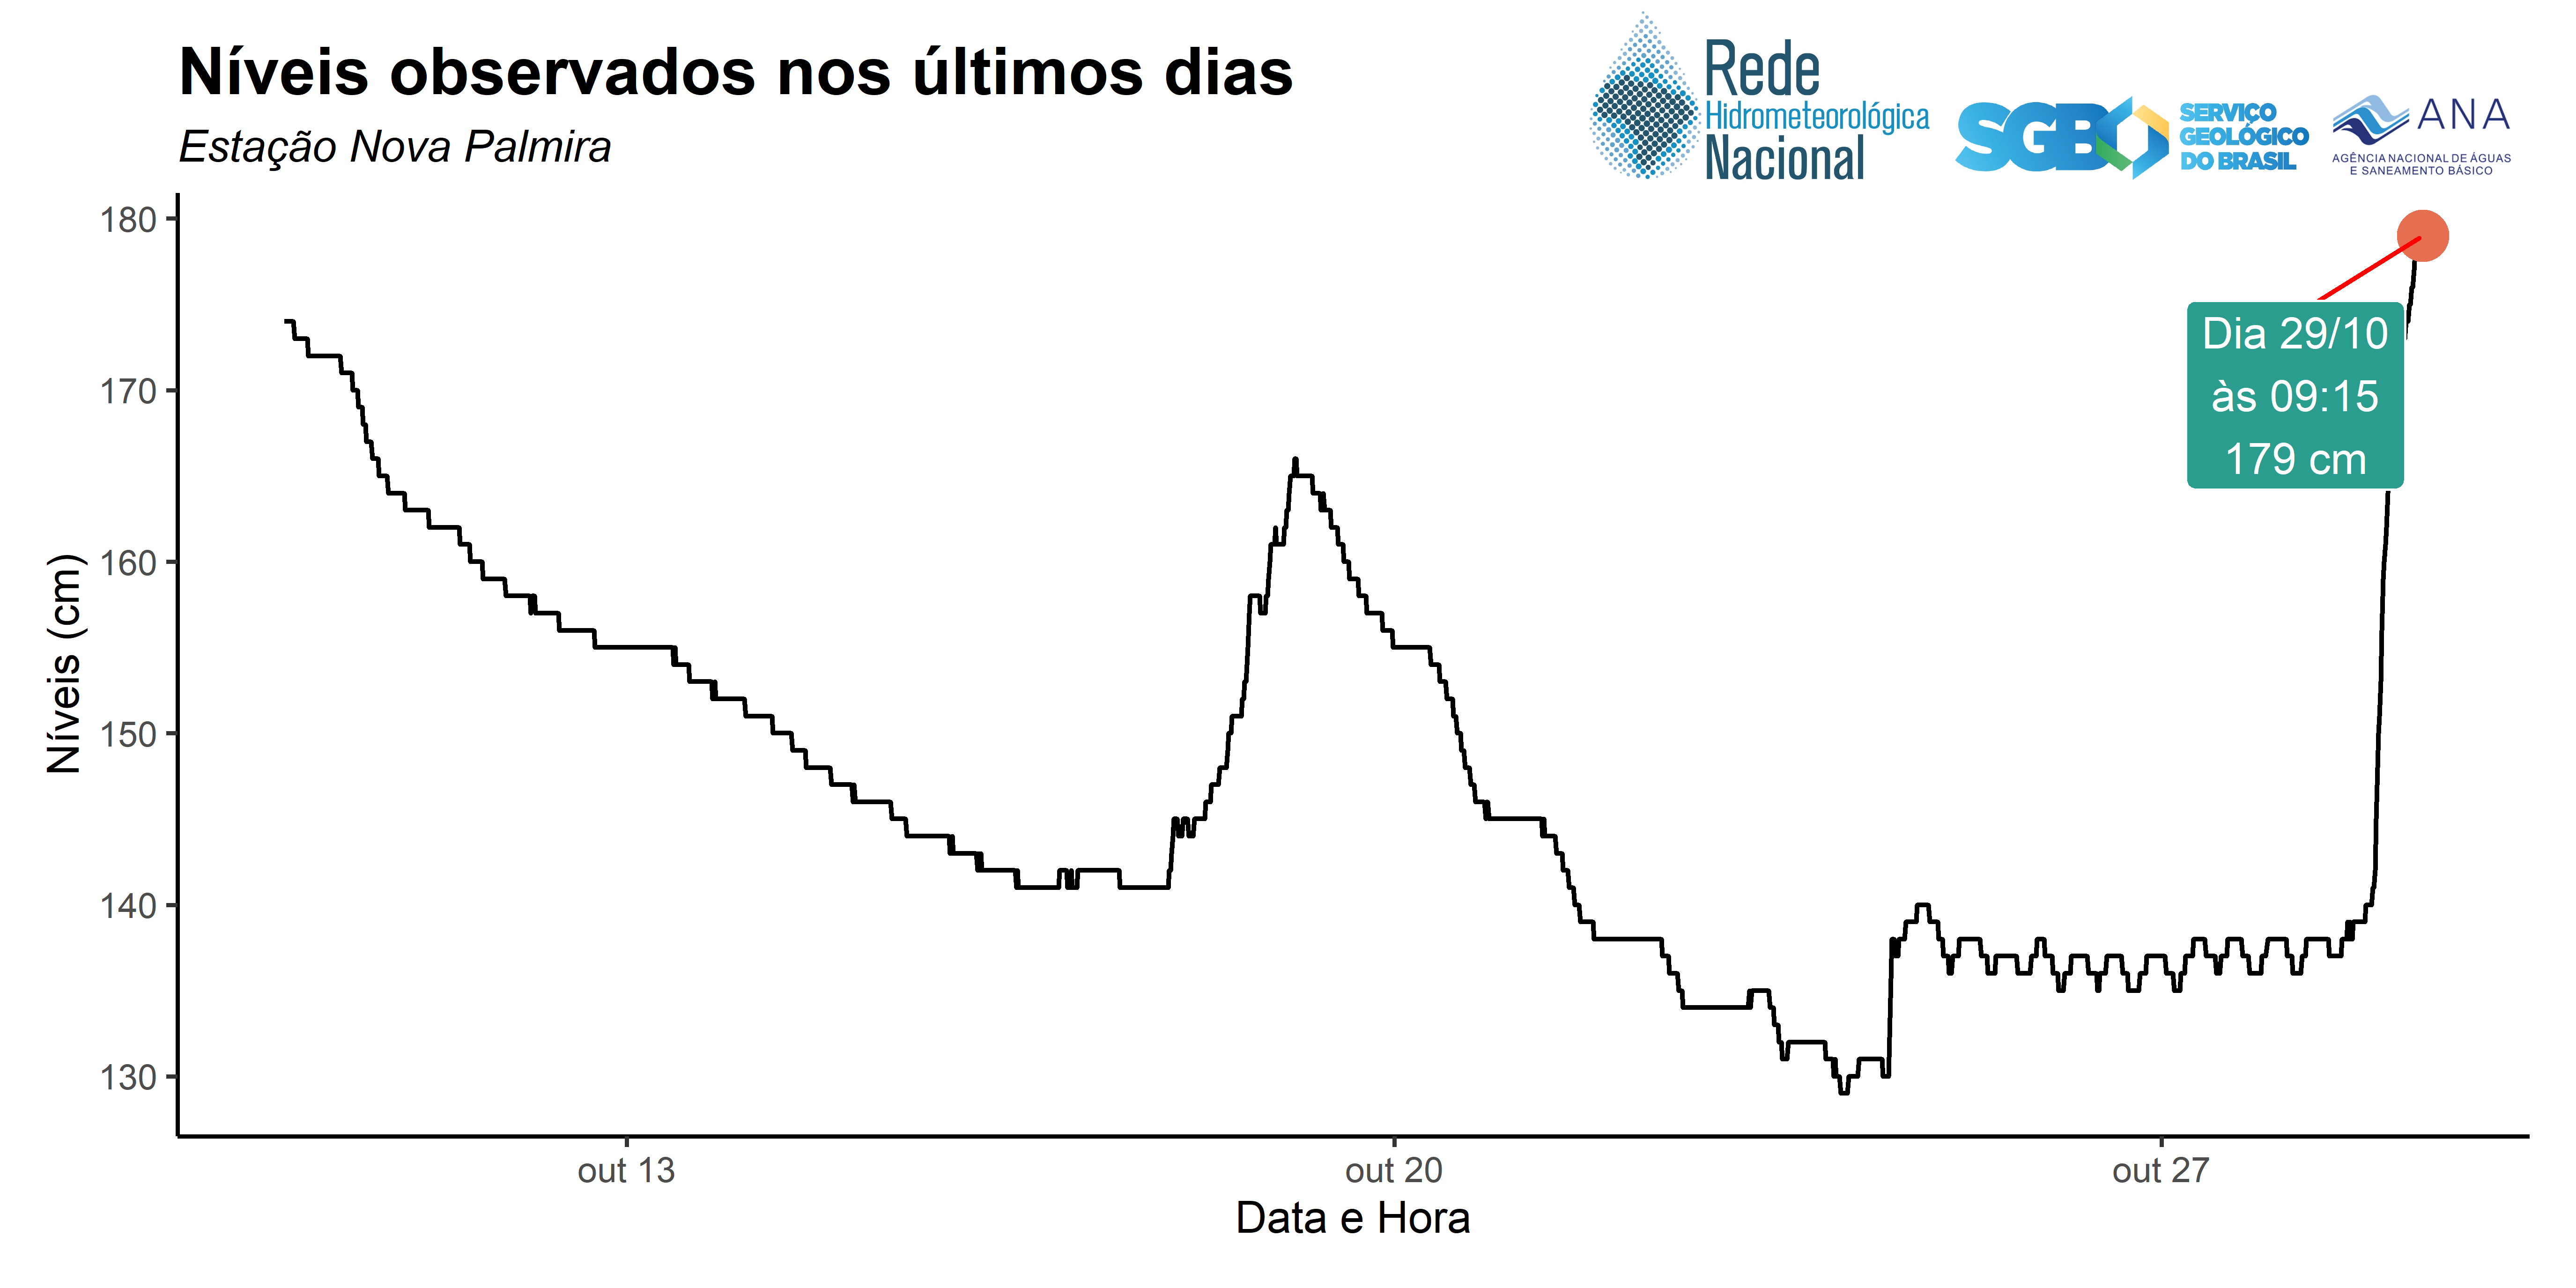 Níveis observados nos últimos dias
Estação Nova Palmira
Rede
Hidrometeorológica
Nacional
SGB
SERVIÇO
GEOLÓGICO
DO BRASIL
ANA
AGÊNCIA NACIONAL DE ÁGUAS
E SANEAMENTO BÁSICO
180
170
160
150
140
130
Níveis (cm)
Dia 29/10
às 09:15
179 cm
out 13
out 20
out 27
Data e Hora